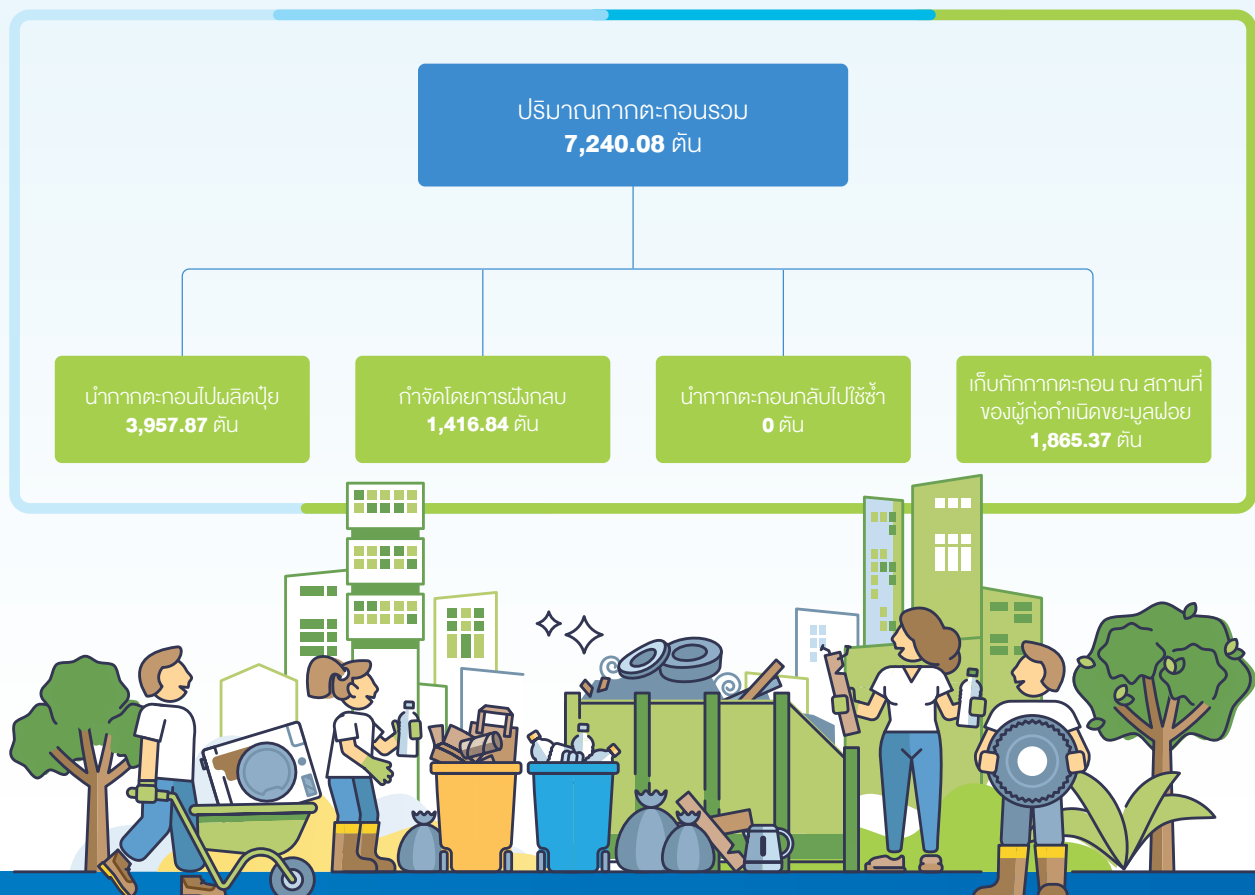 ปริมาณกากตะกอนรวม
7,240.08 ตัน
นำกากตะกอนไปผลิตปุ๋ย
3,957.87 ตัน
กำจัดโดยการฝังกลบ
1,416.84 ตัน
นำกากตะกอนกลับไปใช้ซ้ำ
0 ตัน
เก็บกักกากตะกอน ณ สถานที่
ของผู้ก่อกำเนิดขยะมูลฝอย
1,865.37 ตัน